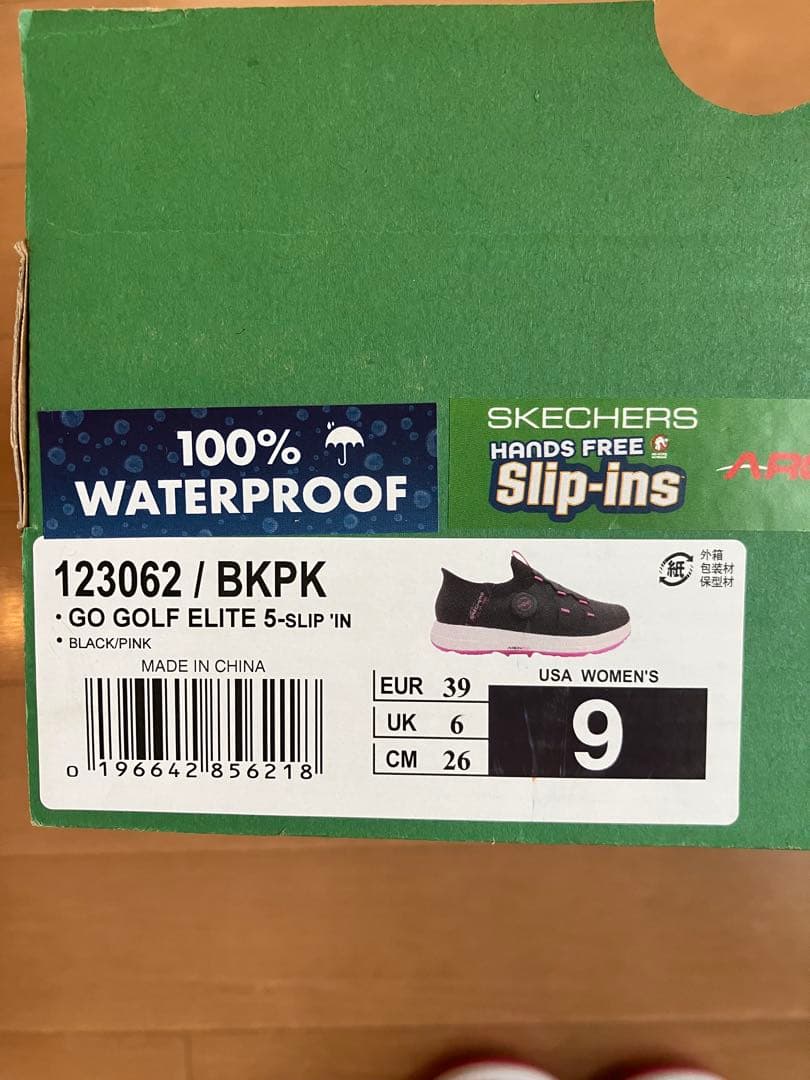 100%
WATERPROOF
SKECHERS
HANDS FREE
Slip-ins
123062 / BKPK
• GO GOLF ELITE 5-SLIP 'IN
• BLACK/PINK
MADE IN CHINA
0 196642 856218
紙
外箱
包装材
保型材
EUR 39
UK 6
CM 26
USA WOMEN'S
9